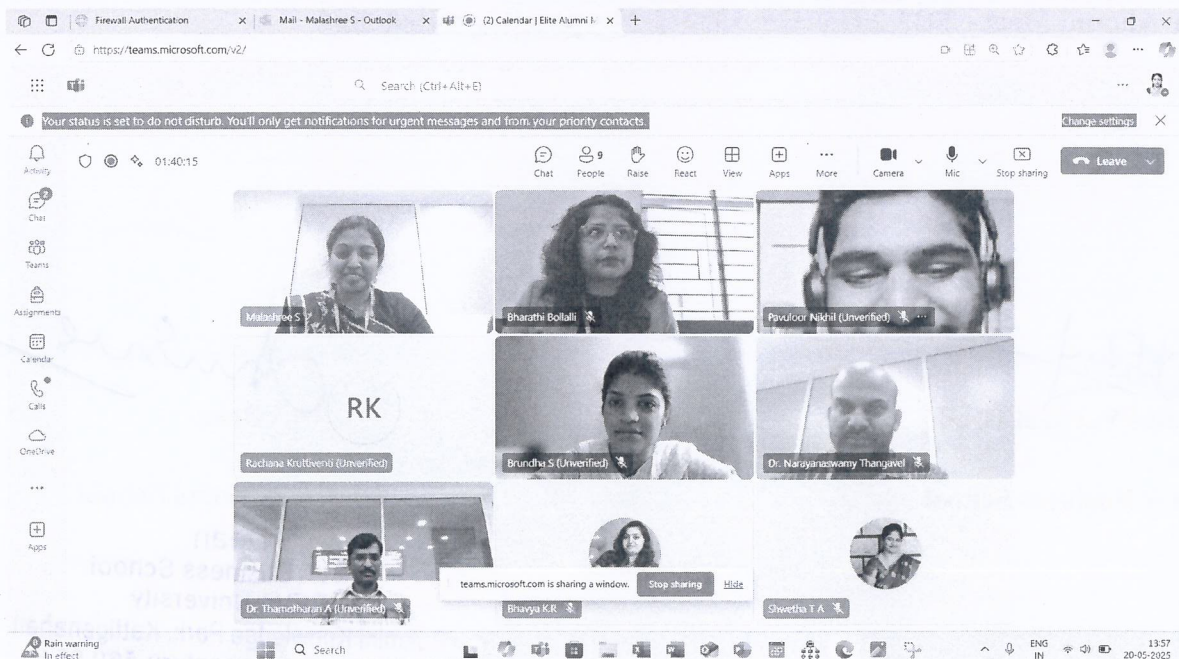 Firewall Authentication
Mail - Malashree S - Outlook
(2) Calendar | Elite Alumni
https://teams.microsoft.com/v2/
Search (Ctrl+Alt+E)
Your status is set to do not disturb. You'll only get notifications for urgent messages and from your priority contacts.
Change settings
Activity
Chat
2
Teams
Assignments
Calendar
Calls
OneDrive
Apps
01:40:15
Chat
9
People
Raise
React
View
Apps
More
Camera
Mic
Stop sharing
Leave
Malashree S
Bharathi Bollalli
Pavuloor Nikhil (Unverified)
RK
Rachana Kruttiventi (Unverified)
Brundha S (Unverified)
Dr. Narayanaswamy Thangavel
Dr. Thamotharan A (Unverified)
Bhavya K.R
Shwetha T A
teams.microsoft.com is sharing a window.
Stop sharing
Hide
Rain warning
In effect
Search
ENG
IN
13:57
20-05-2025